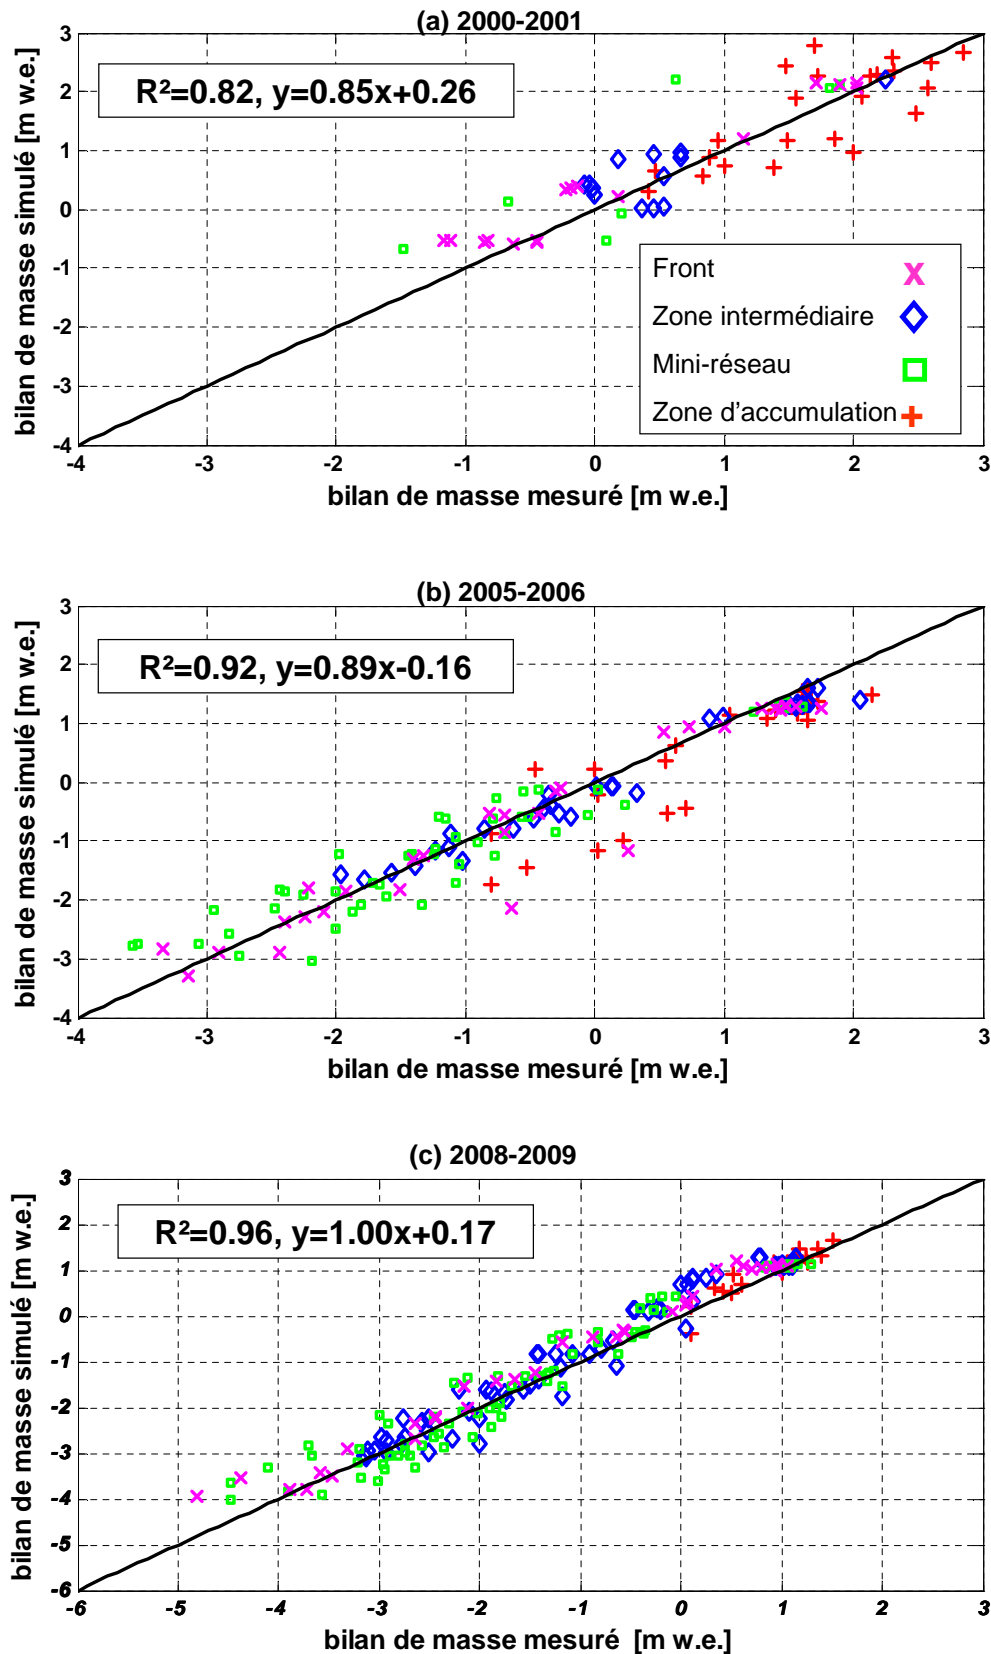 (a) 2000-2001
R²=0.82, y=0.85x+0.26
bilan de masse simulé [m w.e.]
3
2
1
0
-1
-2
-3
-4
Front
Zone intermédiaire
Mini-réseau
Zone d'accumulation
-4 -3 -2 -1 0 1 2 3
bilan de masse mesuré [m w.e.]
(b) 2005-2006
R²=0.92, y=0.89x-0.16
bilan de masse simulé [m w.e.]
3
2
1
0
-1
-2
-3
-4
-4 -3 -2 -1 0 1 2 3
bilan de masse mesuré [m w.e.]
(c) 2008-2009
R²=0.96, y=1.00x+0.17
bilan de masse simulé [m w.e.]
3
2
1
0
-1
-2
-3
-4
-5
-6
-6 -5 -4 -3 -2 -1 0 1 2 3
bilan de masse mesuré [m w.e.]